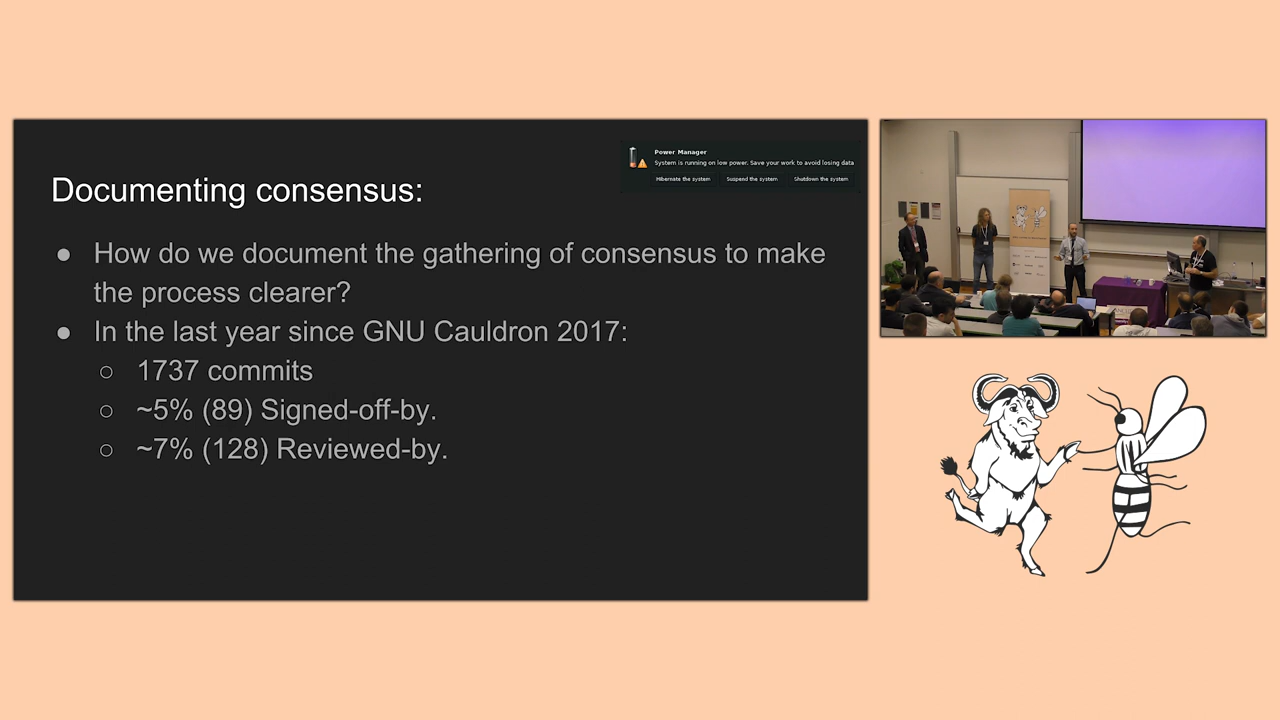 Power Manager
System is running on low power. Save your work to avoid losing data
Hibernate the system Suspend the system Shutdown the system
Documenting consensus:
● How do we document the gathering of consensus to make
the process clearer?
● In the last year since GNU Cauldron 2017:
○ 1737 commits
○ ~5% (89) Signed-off-by.
○ ~7% (128) Reviewed-by.